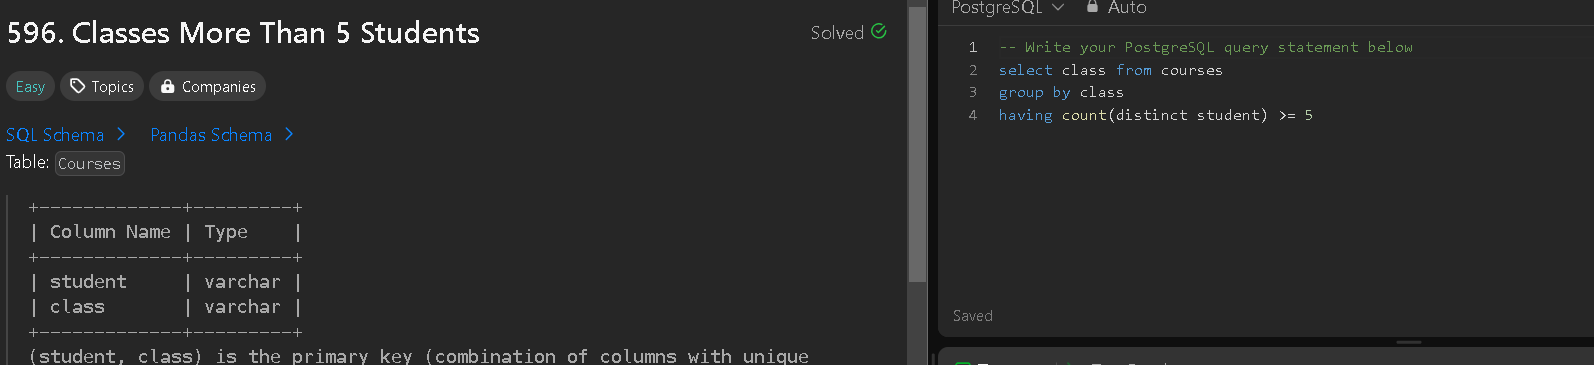 596. Classes More Than 5 Students
Solved
Easy Topics Companies
SQL Schema > Pandas Schema >
Table: Courses
+-------------+---------+
| Column Name | Type    |
+-------------+---------+
| student     | varchar |
| class       | varchar |
+-------------+---------+
(student, class) is the primary key (combination of columns with unique
PostgreSQL Auto
1 -- Write your PostgreSQL query statement below
2 select class from courses
3 group by class
4 having count(distinct student) >= 5
Saved